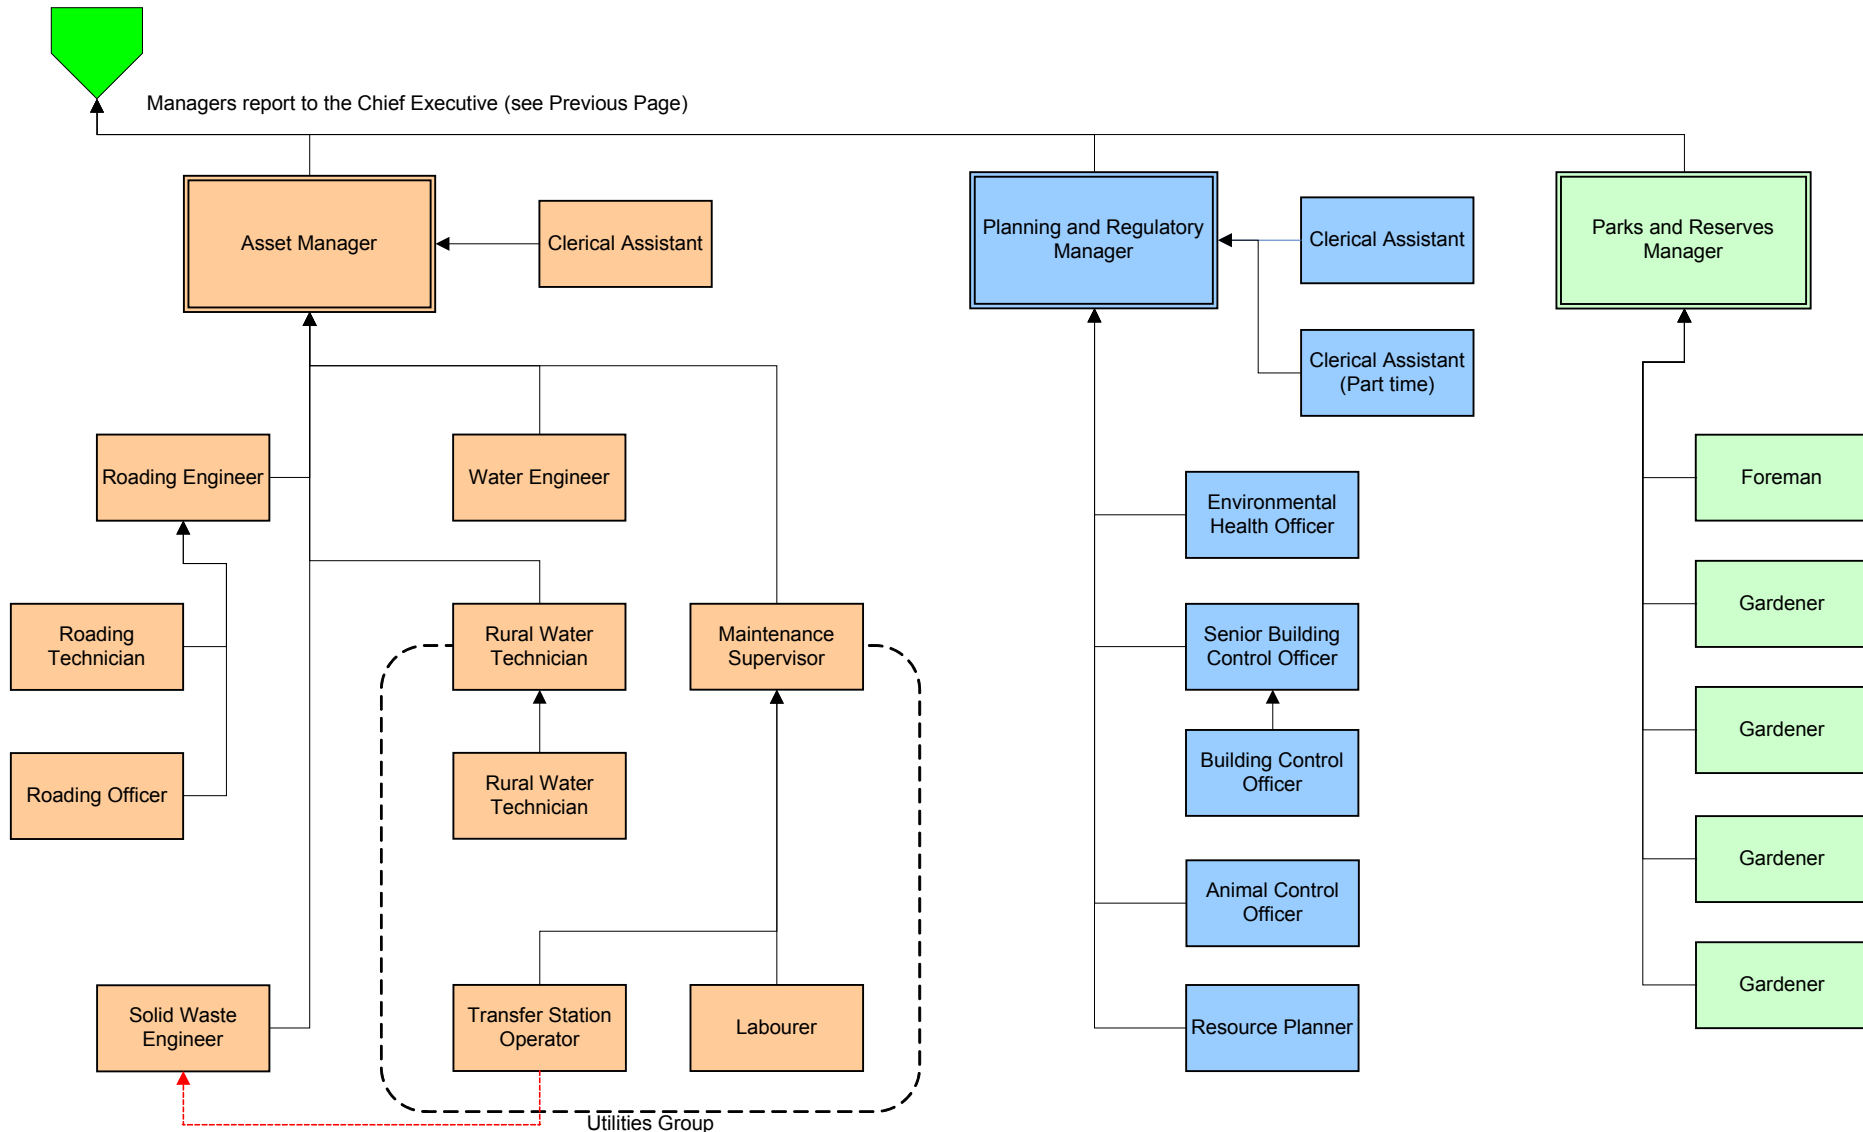 Managers report to the Chief Executive (see Previous Page)
Asset Manager
Clerical Assistant
Planning and Regulatory
Manager
Clerical Assistant
Parks and Reserves
Manager
Clerical Assistant
(Part time)
Roading Engineer
Water Engineer
Environmental
Health Officer
Foreman
Roading
Technician
Rural Water
Technician
Maintenance
Supervisor
Senior Building
Control Officer
Gardener
Roading Officer
Rural Water
Technician
Building Control
Officer
Gardener
Animal Control
Officer
Gardener
Solid Waste
Engineer
Transfer Station
Operator
Labourer
Resource Planner
Gardener
Utilities Group